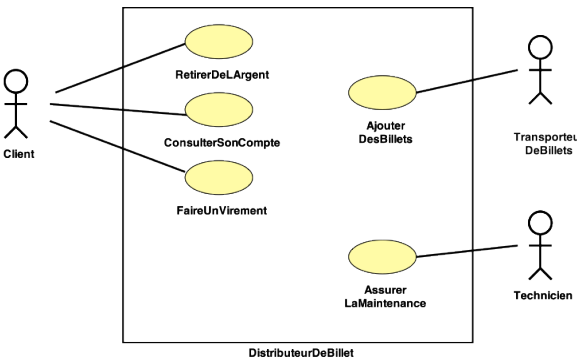 RetirerDeLArgent
Client
ConsulterSonCompte
FaireUnVirement
Ajouter
DesBillets
Transporteu
DeBillets
Assurer
LaMaintenance
Technicien
DistributeurDeBillet